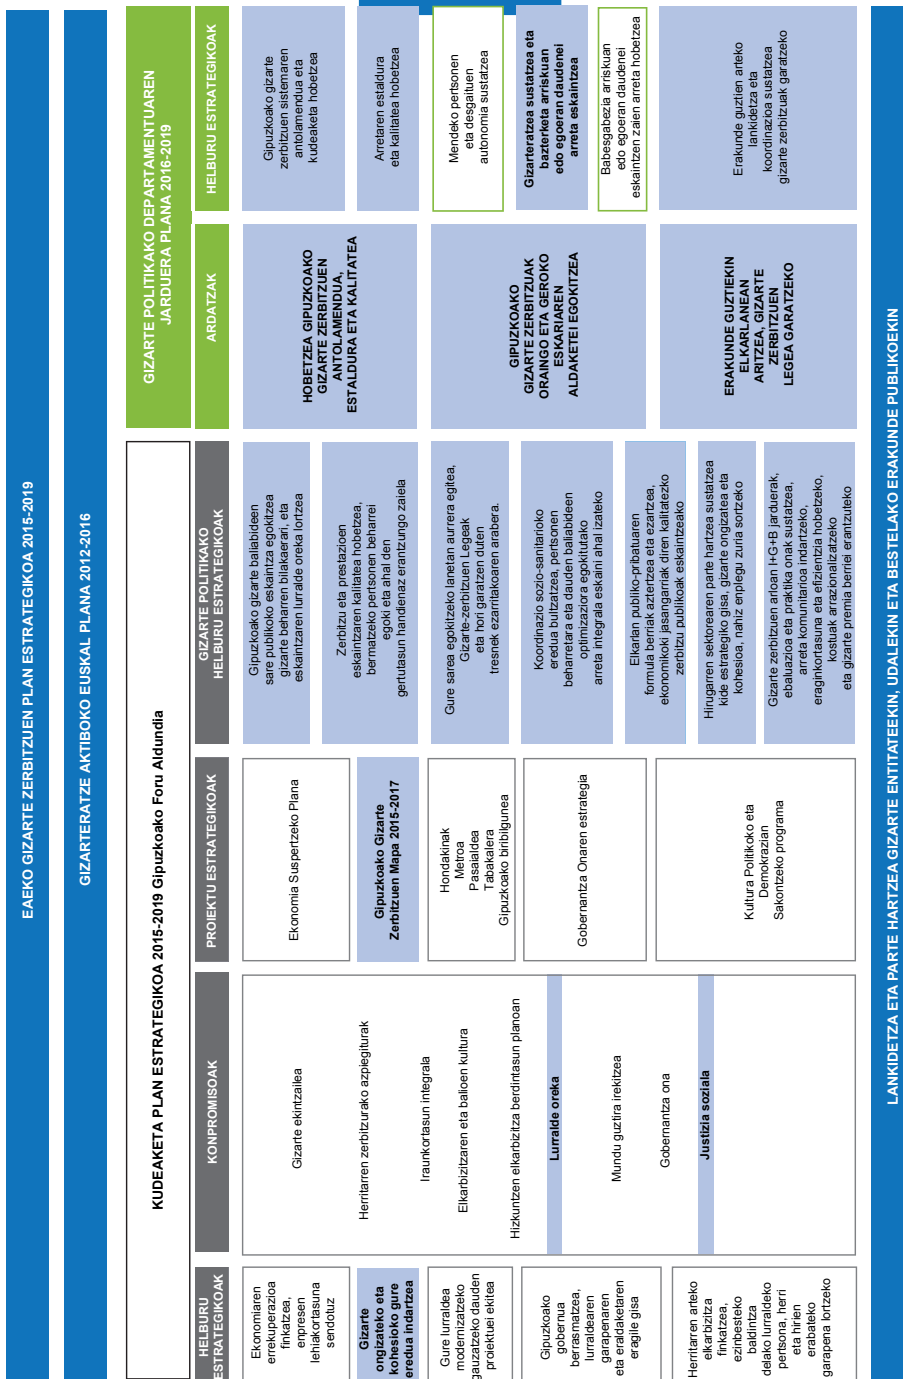 EAEKO GIZARTE ZERBITZUEN PLAN ESTRATEGIKOA 2015-2019
GIZARTERATZE AKTIBOKO EUSKAL PLANA 2012-2016
KUDEAKETA PLAN ESTRATEGIKOA 2015-2019 Gipuzkoako Foru Aldundia
GIZARTE POLITIKAKO DEPARTAMENTUAREN
JARDUERA PLANA 2016-2019
HELBURU
ESTRATEGIKOAK
KONPROMISOAK
PROIEKTU ESTRATEGIKOAK
GIZARTE POLITIKAKO
HELBURU ESTRATEGIKOAK
ARDATZAK
HELBURU ESTRATEGIKOAK
Ekonomiaren
errekuperazioa
finkatzea,
enpresen
lehiakortasuna
sendotuz
Gizarte
ongizateko eta
kohesioko gure
eredua indartzea
Gure lurraldea
modernizatzeko
gauzatzeko dauden
proiektuei ekitea
Gipuzkoako
gobernua
berrasmatzea,
lurraldearen
garapenaren
eta eraldaketaren
eragile gisa
Herritarren arteko
elkarbizitza
finkatzea,
ezinbesteko
baldintza
delako lurraldeko
pertsona, herri
eta hirien
erabateko
garapena lortzeko
Gizarte ekintzailea
Herritarren zerbitzurako azpiegiturak
Iraunkortasun integrala
Elkarbizitzaren eta balioen kultura
Hizkuntzen elkarbizitza berdintasun planoan
Lurralde oreka
Mundu guztira irekitzea
Gobernantza ona
Justizia soziala
Ekonomia Suspertzeko Plana
Gipuzkoako Gizarte
Zerbitzuen Mapa 2015-2017
Hondakinak
Metroa
Pasaialdea
Tabakalera
Gipuzkoako biribilgunea
Gobernantza Onaren estrategia
Kultura Politikoko eta
Demokrazian
Sakontzeko programa
Gipuzkoako gizarte baliabideen
sare publikoko eskaintza egokitzea
gizarte beharren bilakaerari, eta
eskaintzaren lurralde oreka lortzea
Zerbitzu eta prestazioen
eskaintzaren kalitatea hobetzea,
bermatzeko pertsonen beharrei
egoki eta ahal den
gertutasun handienaz erantzungo zaiela
Gure sarea egokitzeko lanetan aurrera egitea,
Gizarte-zerbitzuen Legeak
eta hori garatzen duten
tresnek ezarritakoaren arabera.
Koordinazio sozio-sanitarioko
eredua bultzatzea, pertsonen
beharretara eta dauden baliabideen
optimizaziora egokitutako
arreta integrala eskaini ahal izateko
Elkarlan publiko-pribatuaren
formula berriak aztertzea eta ezartzea,
ekonomikoki jasangarriak diren kalitatezko
zerbitzu publikoak eskaintzeako
Hirugarren sektorearen parte hartzea sustatzea
kide estrategiko gisa, gizarte ongizatea eta
kohesioa, nahiz enplegu zuria sortzeko
Gizarte zerbitzuen arloan I+G+B jarduerak,
ebaluazioa eta praktika onak sustatzea,
arreta komunitarioa indartzeko,
eraginkortasuna eta efizientzia hobetzeko,
kostuak arrazionalizatzeko
eta gizarte premia berriei erantzuteko
HOBETZEA GIPUZKOAKO
GIZARTE ZERBITZUEN
ANTOLAMENDUA,
ESTALDURA ETA KALITATEA
GIPUZKOAKO
GIZARTE ZERBITZUAK
ORAINGO ETA GEROKO
ESKARIAREN
ALDAKETEI EGOKITZEA
ERAKUNDE GUZTIEKIN
ELKARLANEAN
ARITZEA, GIZARTE
ZERBITZUEN
LEGEA GARATZEKO
Gipuzkoako gizarte
zerbitzuen sistemaren
antolamendua eta
kudeaketa hobetzea
Arretaren estaldura
eta kalitatea hobetzea
Mendeko pertsonen
eta desgaituen
autonomia sustatzea
Gizarteratzea sustatzea eta
bazterketa arriskuan
edo egoeran daudenei
arreta eskaintzea
Babesgabezia arriskuan
edo egoeran daudenei
eskaintzen zaien arreta hobetzea
Erakunde guztien arteko
lankidetza eta
koordinazioa sustatzea
gizarte zerbitzuak garatzeko
LANKIDETZA ETA PARTE HARTZEA GIZARTE ENTITATEEKIN, UDALEKIN ETA BESTELAKO ERAKUNDE PUBLIKOEKIN